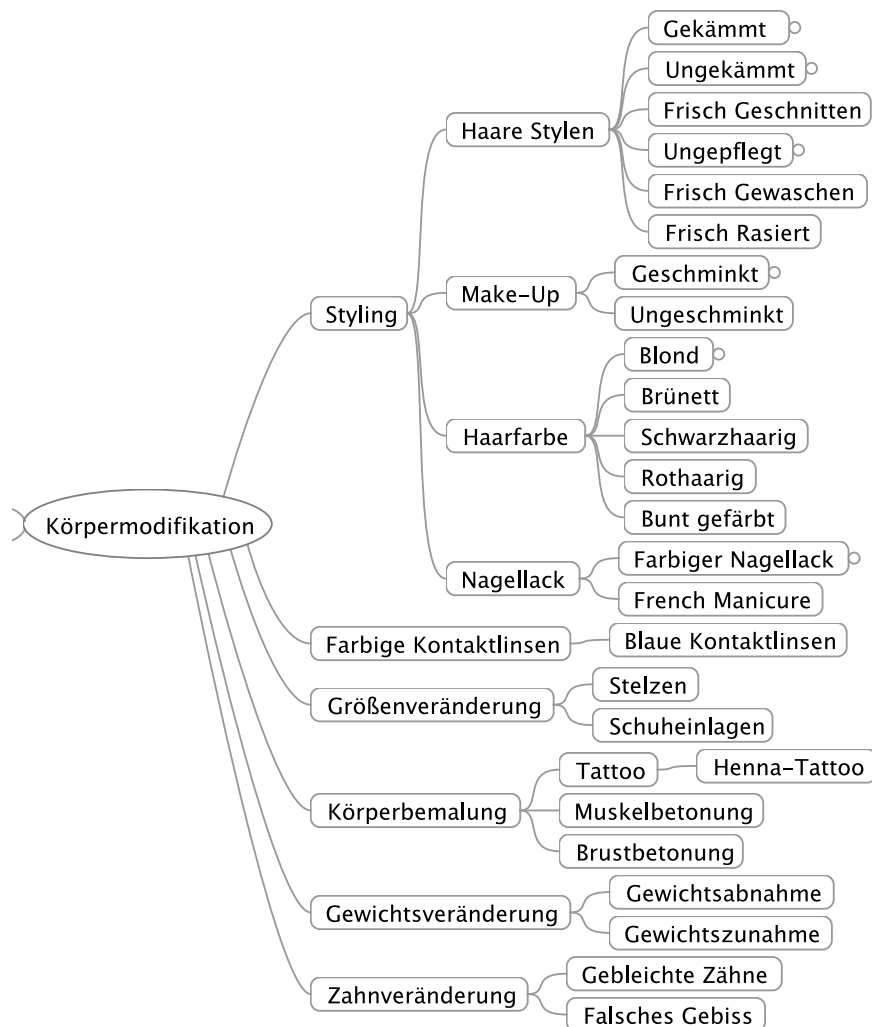 Körpermodifikation
Styling
Haare Stylen
Gekämmt
Ungekämmt
Frisch Geschnitten
Ungepflegt
Frisch Gewaschen
Frisch Rasiert
Make-Up
Geschminkt
Ungeschminkt
Haarfarbe
Blond
Brünett
Schwarzhaarig
Rothaarig
Bunt gefärbt
Nagellack
Farbiger Nagellack
French Manicure
Farbige Kontaktlinsen
Blaue Kontaktlinsen
Größenveränderung
Stelzen
Schuheinlagen
Körperbemalung
Tattoo
Henna-Tattoo
Muskelbetonung
Brustbetonung
Gewichtsveränderung
Gewichtsabnahme
Gewichtszunahme
Zahnveränderung
Gebleichte Zähne
Falsches Gebiss